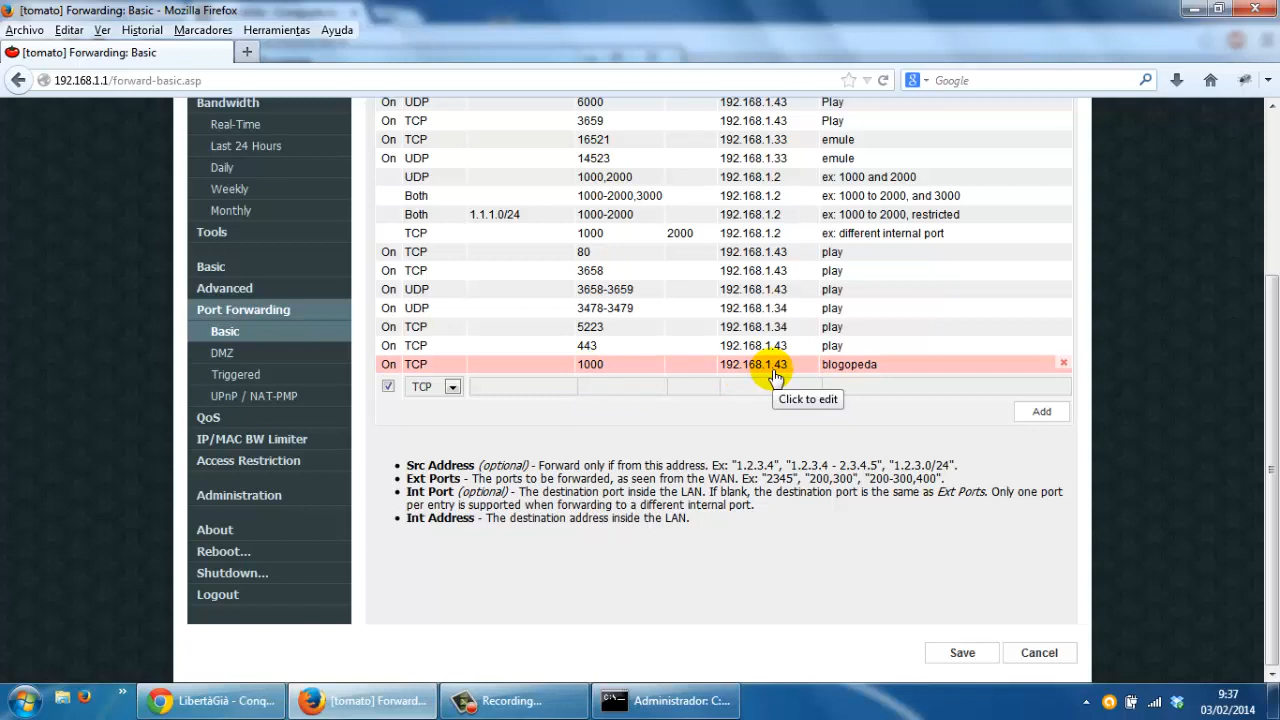 [tomato] Forwarding: Basic - Mozilla Firefox
Archivo Editar Ver Historial Marcadores Herramientas Ayuda
[tomato] Forwarding: Basic
192.168.1.1/forward-basic.asp
Google
Bandwidth
Real-Time
Last 24 Hours
Daily
Weekly
Monthly
Tools
Basic
Advanced
Port Forwarding
Basic
DMZ
Triggered
UPnP / NAT-PMP
QoS
IP/MAC BW Limiter
Access Restriction
Administration
About
Reboot...
Shutdown...
Logout
On UDP 6000 192.168.1.43 Play
On TCP 3659 192.168.1.43 Play
On TCP 16521 192.168.1.33 emule
On UDP 14523 192.168.1.33 emule
UDP 1000,2000 192.168.1.2 ex: 1000 and 2000
Both 1000-2000,3000 192.168.1.2 ex: 1000 to 2000, and 3000
Both 1.1.1.0/24 1000-2000 192.168.1.2 ex: 1000 to 2000, restricted
TCP 1000 2000 192.168.1.2 ex: different internal port
On TCP 80 192.168.1.43 play
On TCP 3658 192.168.1.43 play
On UDP 3658-3659 192.168.1.43 play
On UDP 3478-3479 192.168.1.34 play
On TCP 5223 192.168.1.34 play
On TCP 443 192.168.1.43 play
On TCP 1000 192.168.1.43 blogopeda
TCP
Click to edit
Add
Src Address (optional) - Forward only if from this address. Ex: "1.2.3.4", "1.2.3.4 - 2.3.4.5", "1.2.3.0/24".
Ext Ports - The ports to be forwarded, as seen from the WAN. Ex: "2345", "200,300", "200-300,400".
Int Port (optional) - The destination port inside the LAN. If blank, the destination port is the same as Ext Ports. Only one port
per entry is supported when forwarding to a different internal port.
Int Address - The destination address inside the LAN.
Save Cancel
LibertàGià - Conq... [tomato] Forward... Recording... Administrador: C:...
9:37
03/02/2014